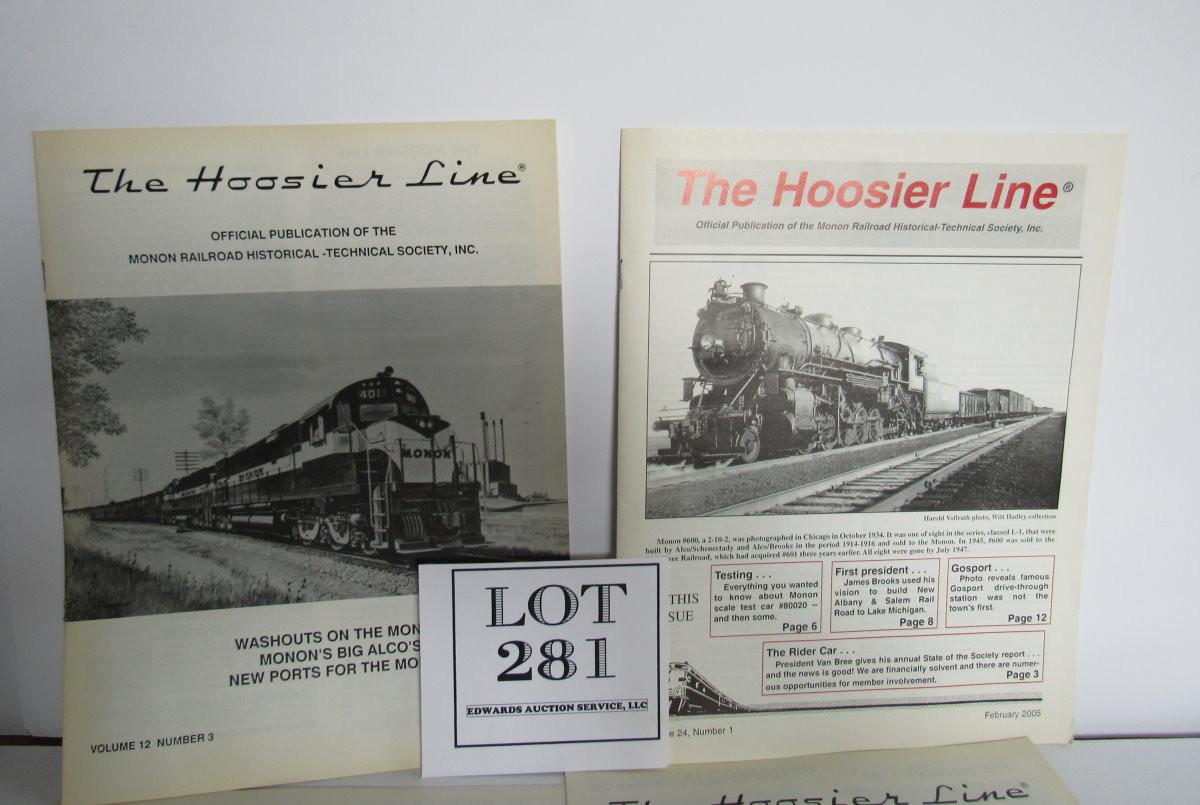 The Hoosier Line®
OFFICIAL PUBLICATION OF THE
MONON RAILROAD HISTORICAL -TECHNICAL SOCIETY, INC.
401
MONON
MONON
WASHOUTS ON THE MON
MONON'S BIG ALCO'S
NEW PORTS FOR THE MO
VOLUME 12 NUMBER 3
LOT
281
EDWARDS AUCTION SERVICE, LLC
The Hoosier Line®
Official Publication of the Monon Railroad Historical-Technical Society, Inc.
Harold Vollrath photo, Witt Hadley collection
Monon #600, a 2-10-2, was photographed in Chicago in October 1934. It was one of eight in the series, classed L-1, that were
built by Alco/Schenectady and Alco/Brooks in the period 1914-1916 and sold to the Monon. In 1945, #600 was sold to the
see Railroad, which had acquired #601 three years earlier. All eight were gone by July 1947.
THIS
SUE
Testing . . .
Everything you wanted
to know about Monon
scale test car #80020 --
and then some.
Page 6
First president . . .
James Brooks used his
vision to build New
Albany & Salem Rail
Road to Lake Michigan.
Page 8
Gosport . . .
Photo reveals famous
Gosport drive-through
station was not the
town's first.
Page 12
The Rider Car . . .
President Van Bree gives his annual State of the Society report . . .
and the news is good! We are financially solvent and there are numer-
ous opportunities for member involvement.
Page 3
e 24, Number 1
February 2005
The Hoosier Line®